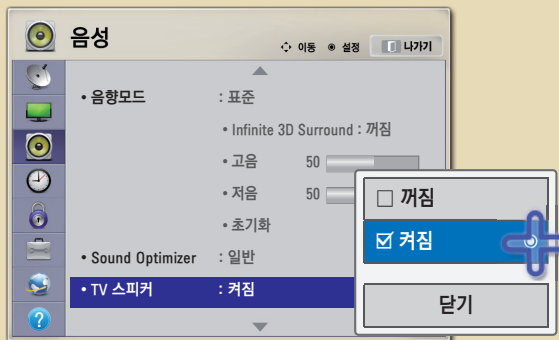 음성
이동 설정 나가기
• 음향모드 : 표준
• Infinite 3D Surround : 꺼짐
• 고음 50
• 저음 50
• 초기화
• Sound Optimizer : 일반
• TV 스피커 : 켜짐
?
☐ 꺼짐
☑ 켜짐
닫기